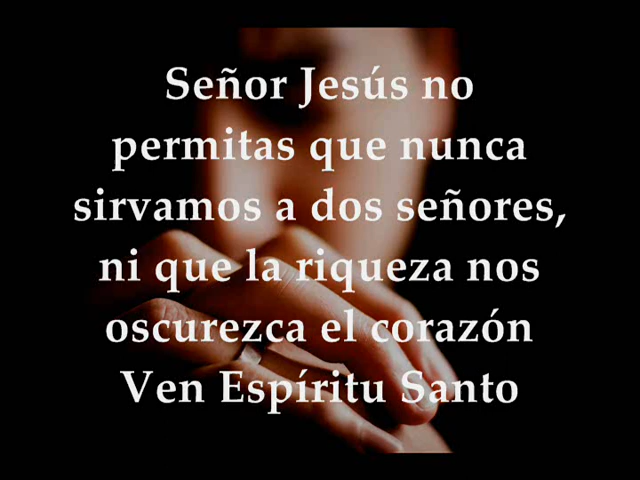 Señor Jesús no
permitas que nunca
sirvamos a dos señores,
ni que la riqueza nos
oscurezca el corazón
Ven Espíritu Santo